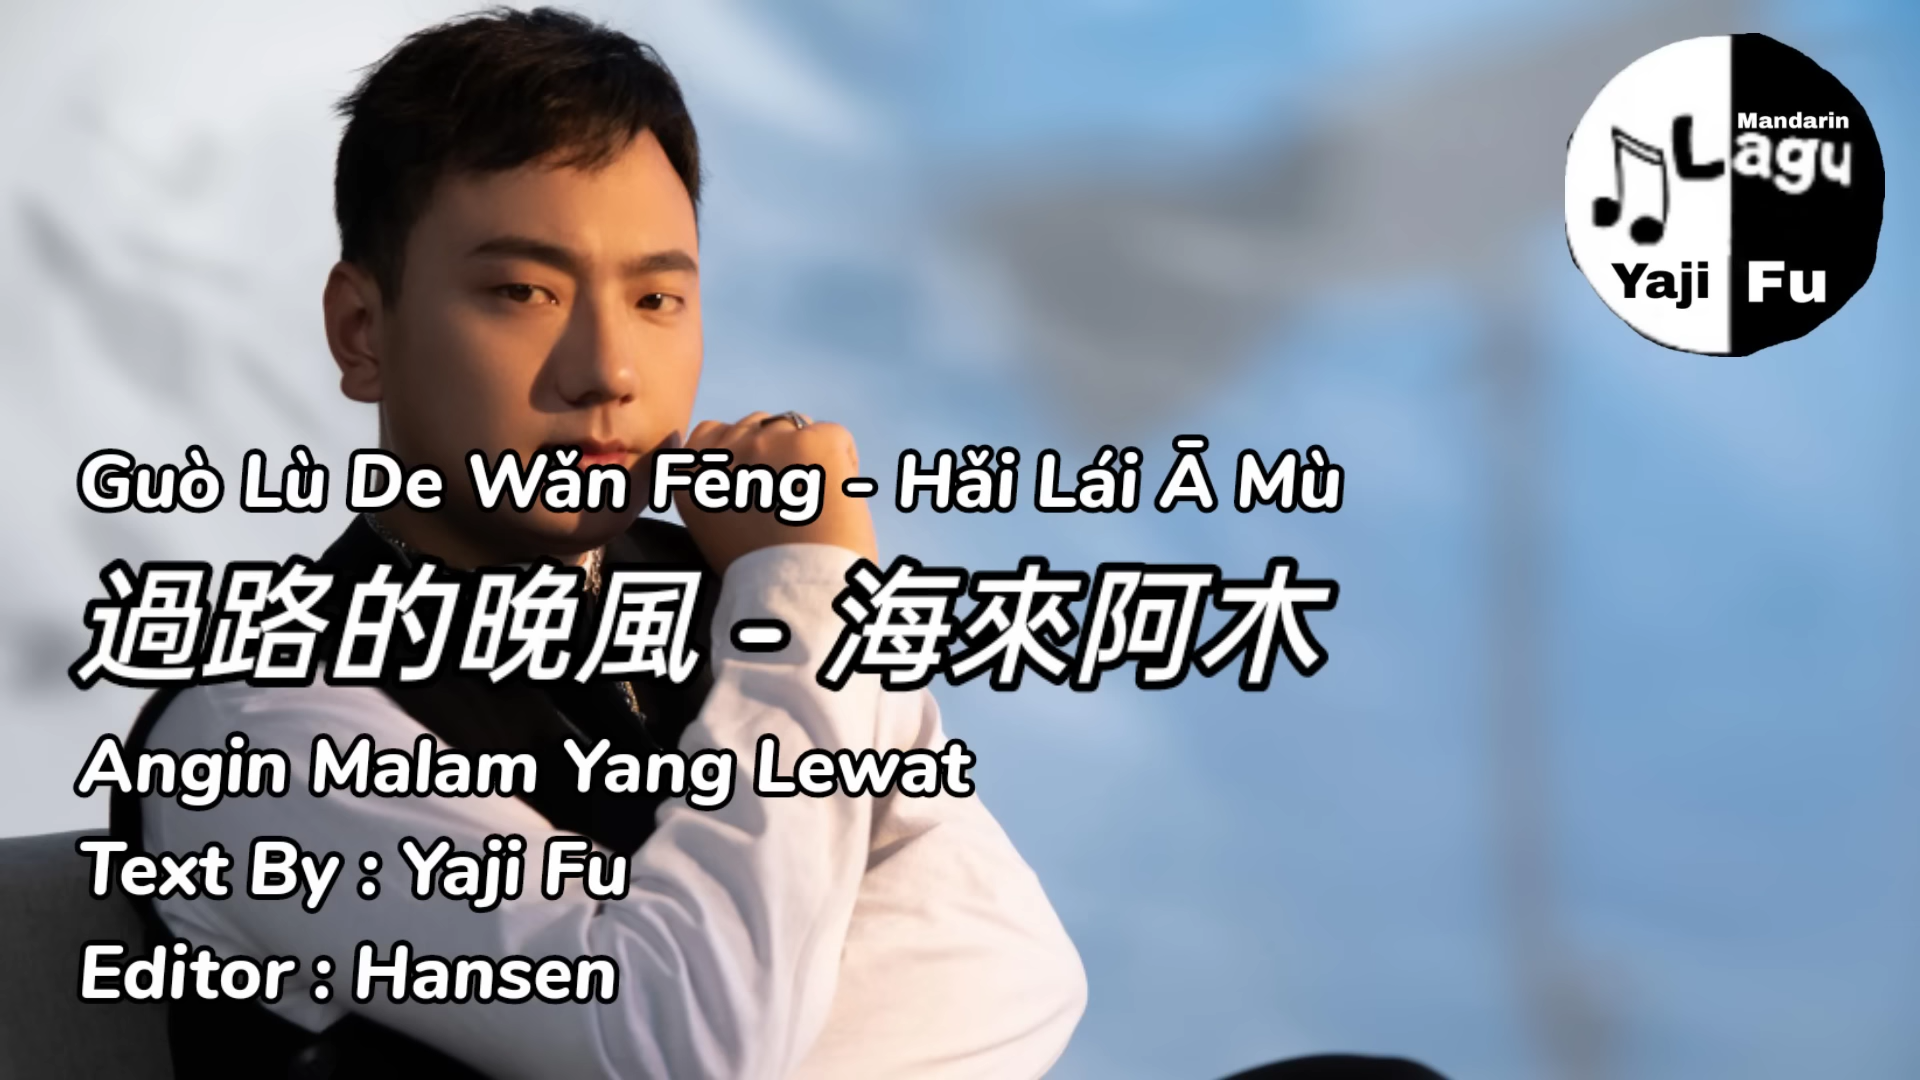 Mandarin
Lagu
Yaji Fu
Guò Lù De Wǎn Fēng - Hǎi Lái Ā Mù
過路的晚風 - 海來阿木
Angin Malam Yang Lewat
Text By : Yaji Fu
Editor : Hansen